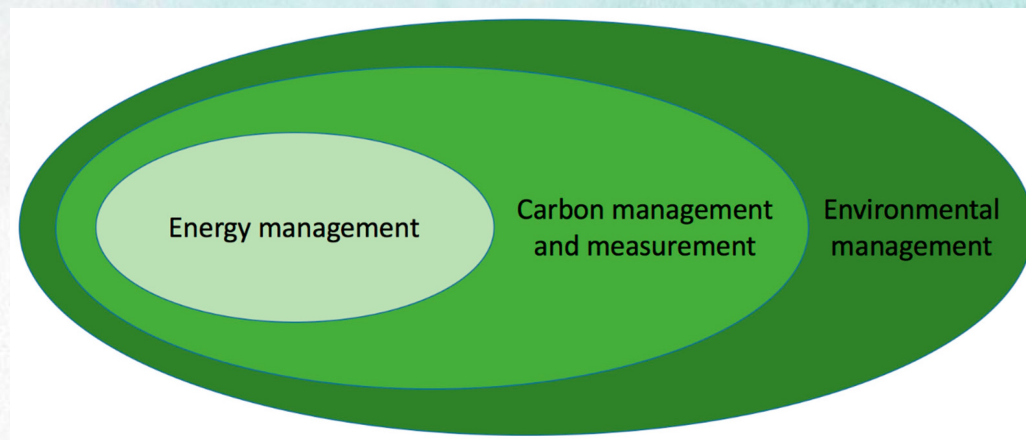 Energy management
Carbon management
and measurement
Environmental
management